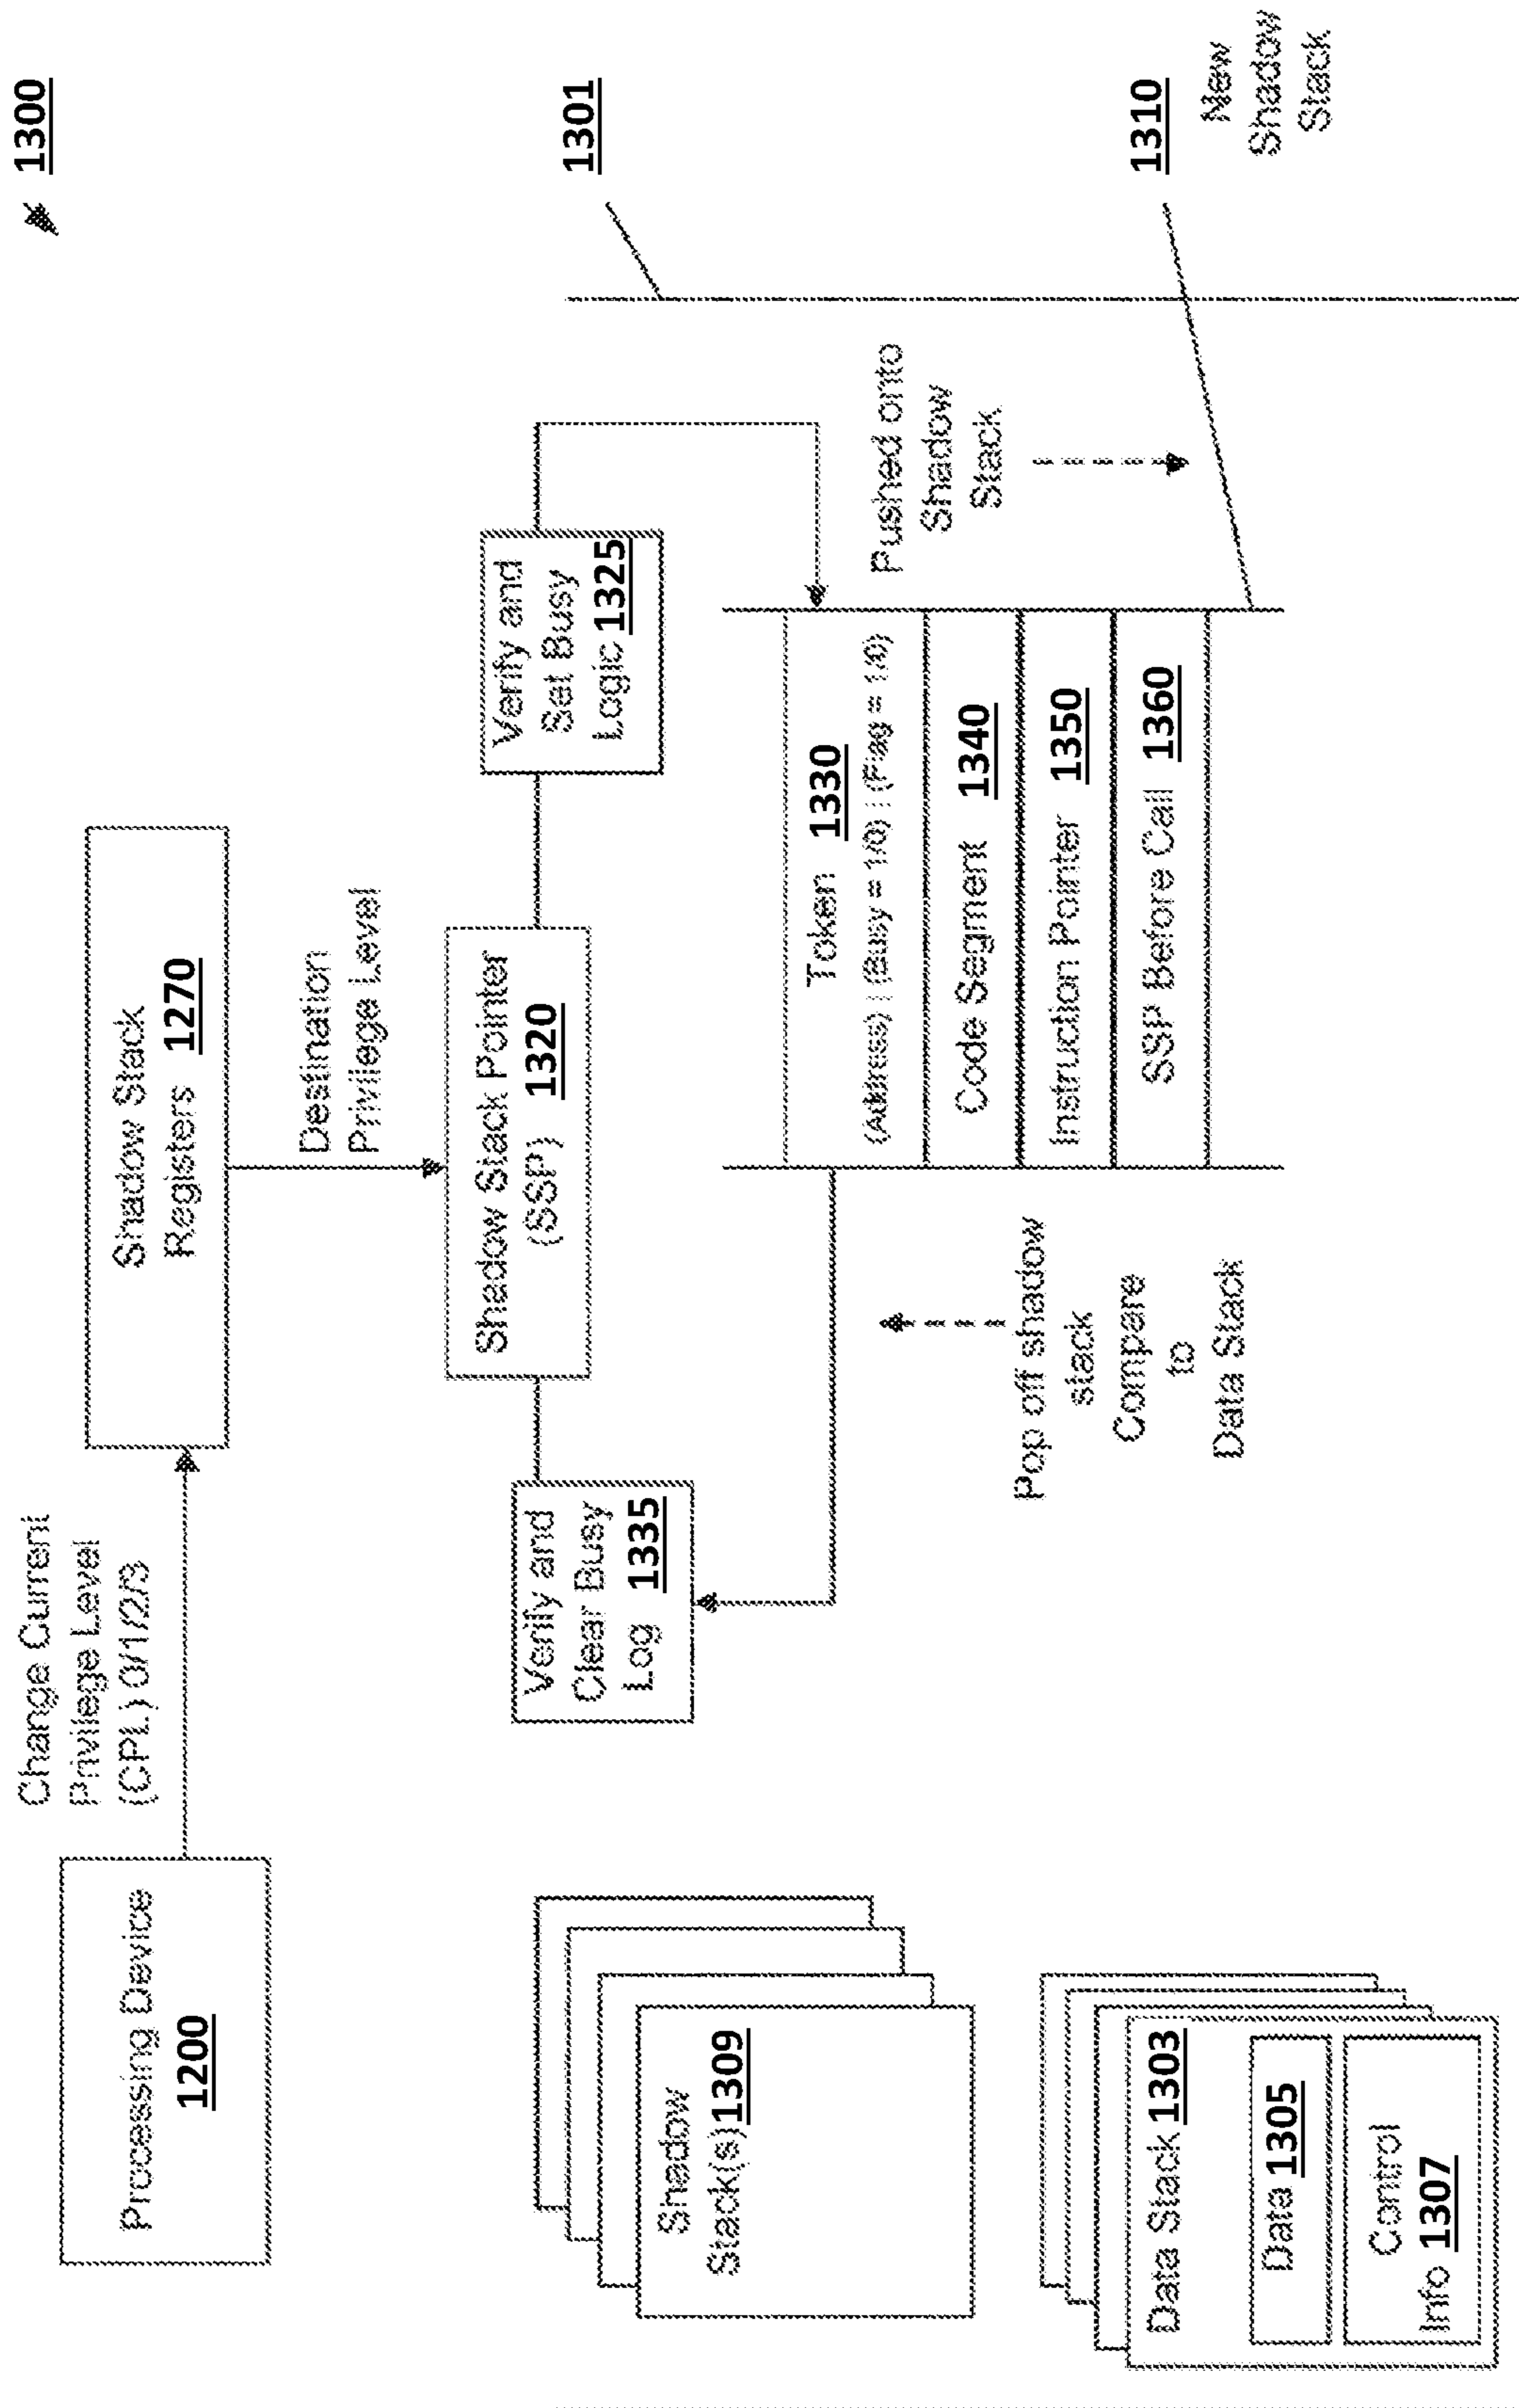 1300
Change Current
Privilege Level
(CPL) 0/1/2/3
Processing Device
1200
Shadow Stack
Registers 1270
Destination
Privilege Level
Shadow Stack Pointer
(SSP) 1320
Verify and
Clear Busy
Log 1335
Verify and
Set Busy
Logic 1325
1301
Shadow
Stack(s) 1309
Token 1330
(Address) | (Busy = 1/0) | (Flag = 1/0)
Code Segment 1340
Instruction Pointer 1350
SSP Before Call 1360
Pushed onto
Shadow
Stack
Pop off shadow
stack
Compare
to
Data Stack
1310
New
Shadow
Stack
Data Stack 1303
Data 1305
Control
Info 1307